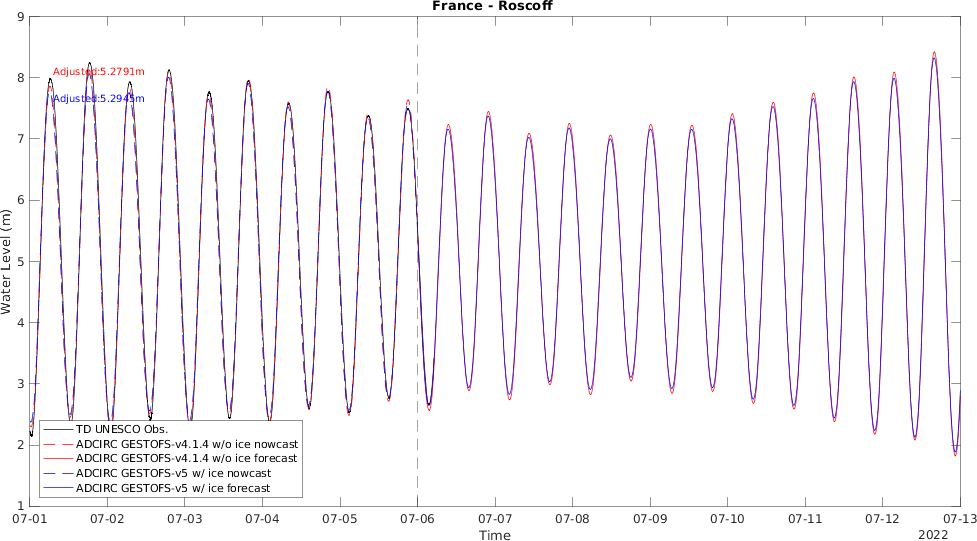 France - Roscoff
9
8
7
6
5
4
3
2
1
Water Level (m)
Adjusted:5.2791m
Adjusted:5.2945m
TD UNESCO Obs.
ADCIRC GESTOFS-v4.1.4 w/o ice nowcast
ADCIRC GESTOFS-v4.1.4 w/o ice forecast
ADCIRC GESTOFS-v5 w/ ice nowcast
ADCIRC GESTOFS-v5 w/ ice forecast
07-01 07-02 07-03 07-04 07-05 07-06 07-07 07-08 07-09 07-10 07-11 07-12 07-13
Time
2022